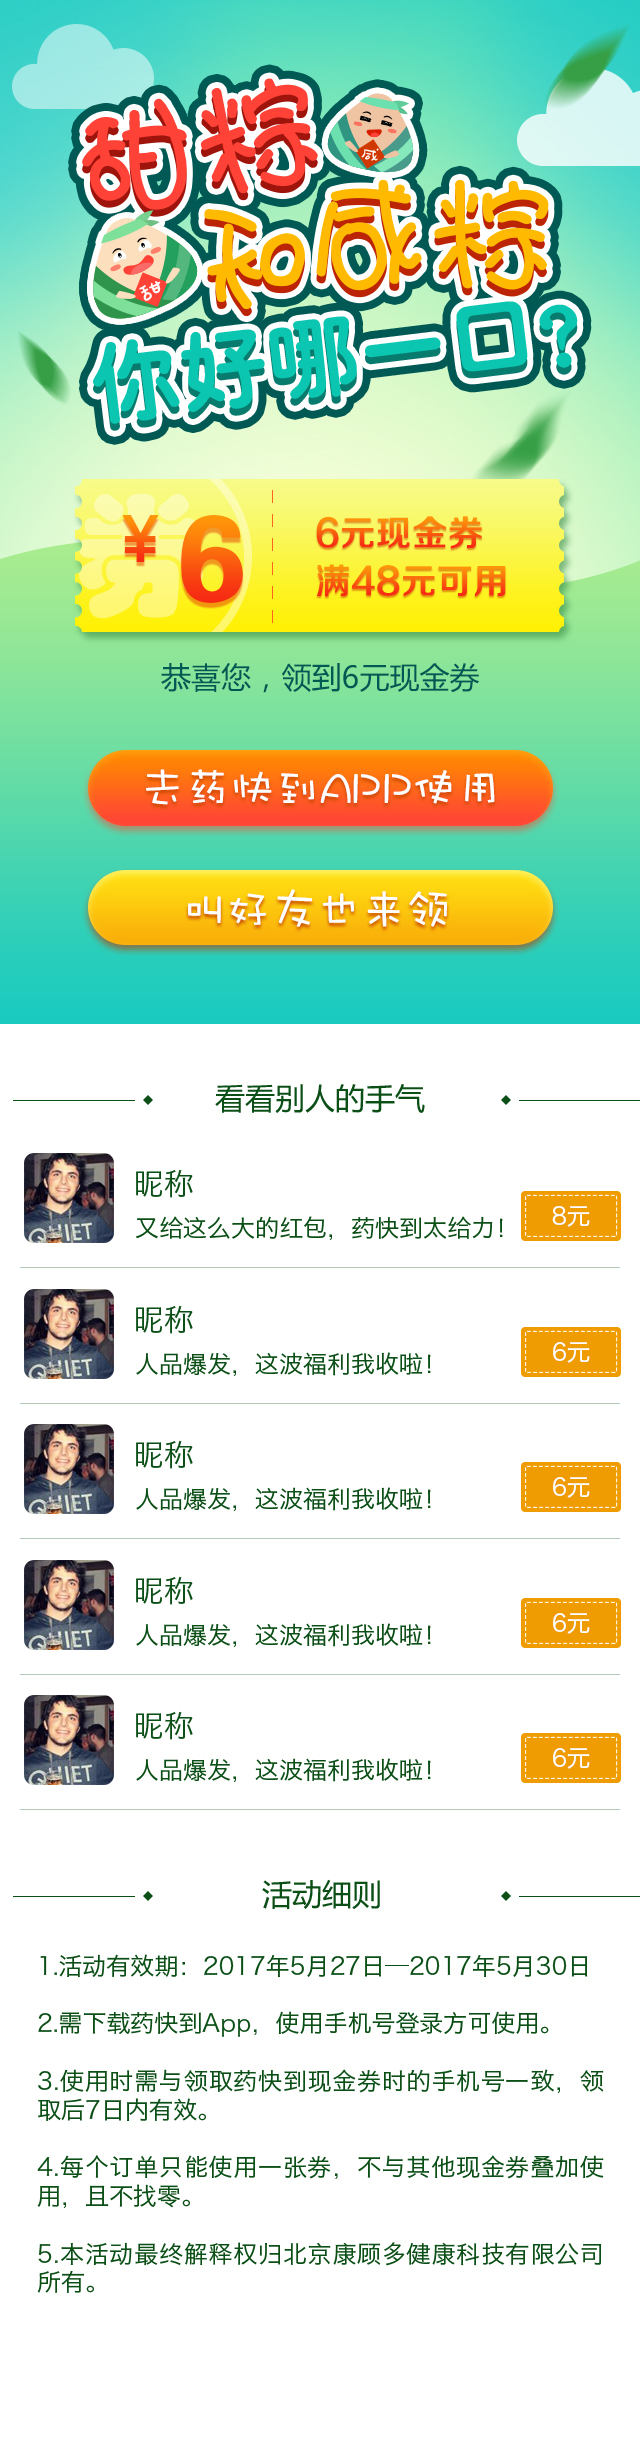 甜粽
咸
和咸粽
甜
你好哪一口?
券
¥6
6元现金券
满48元可用
恭喜您，领到6元现金券
去药快到APP使用
叫好友也来领
看看别人的手气
昵称
又给这么大的红包，药快到太给力！
8元
QUIET
昵称
人品爆发，这波福利我收啦！
6元
QUIET
昵称
人品爆发，这波福利我收啦！
6元
QUIET
昵称
人品爆发，这波福利我收啦！
6元
QUIET
昵称
人品爆发，这波福利我收啦！
6元
QUIET
活动细则
1.活动有效期：2017年5月27日—2017年5月30日
2.需下载药快到App，使用手机号登录方可使用。
3.使用时需与领取药快到现金券时的手机号一致，领
取后7日内有效。
4.每个订单只能使用一张券，不与其他现金券叠加使
用，且不找零。
5.本活动最终解释权归北京康顾多健康科技有限公司
所有。